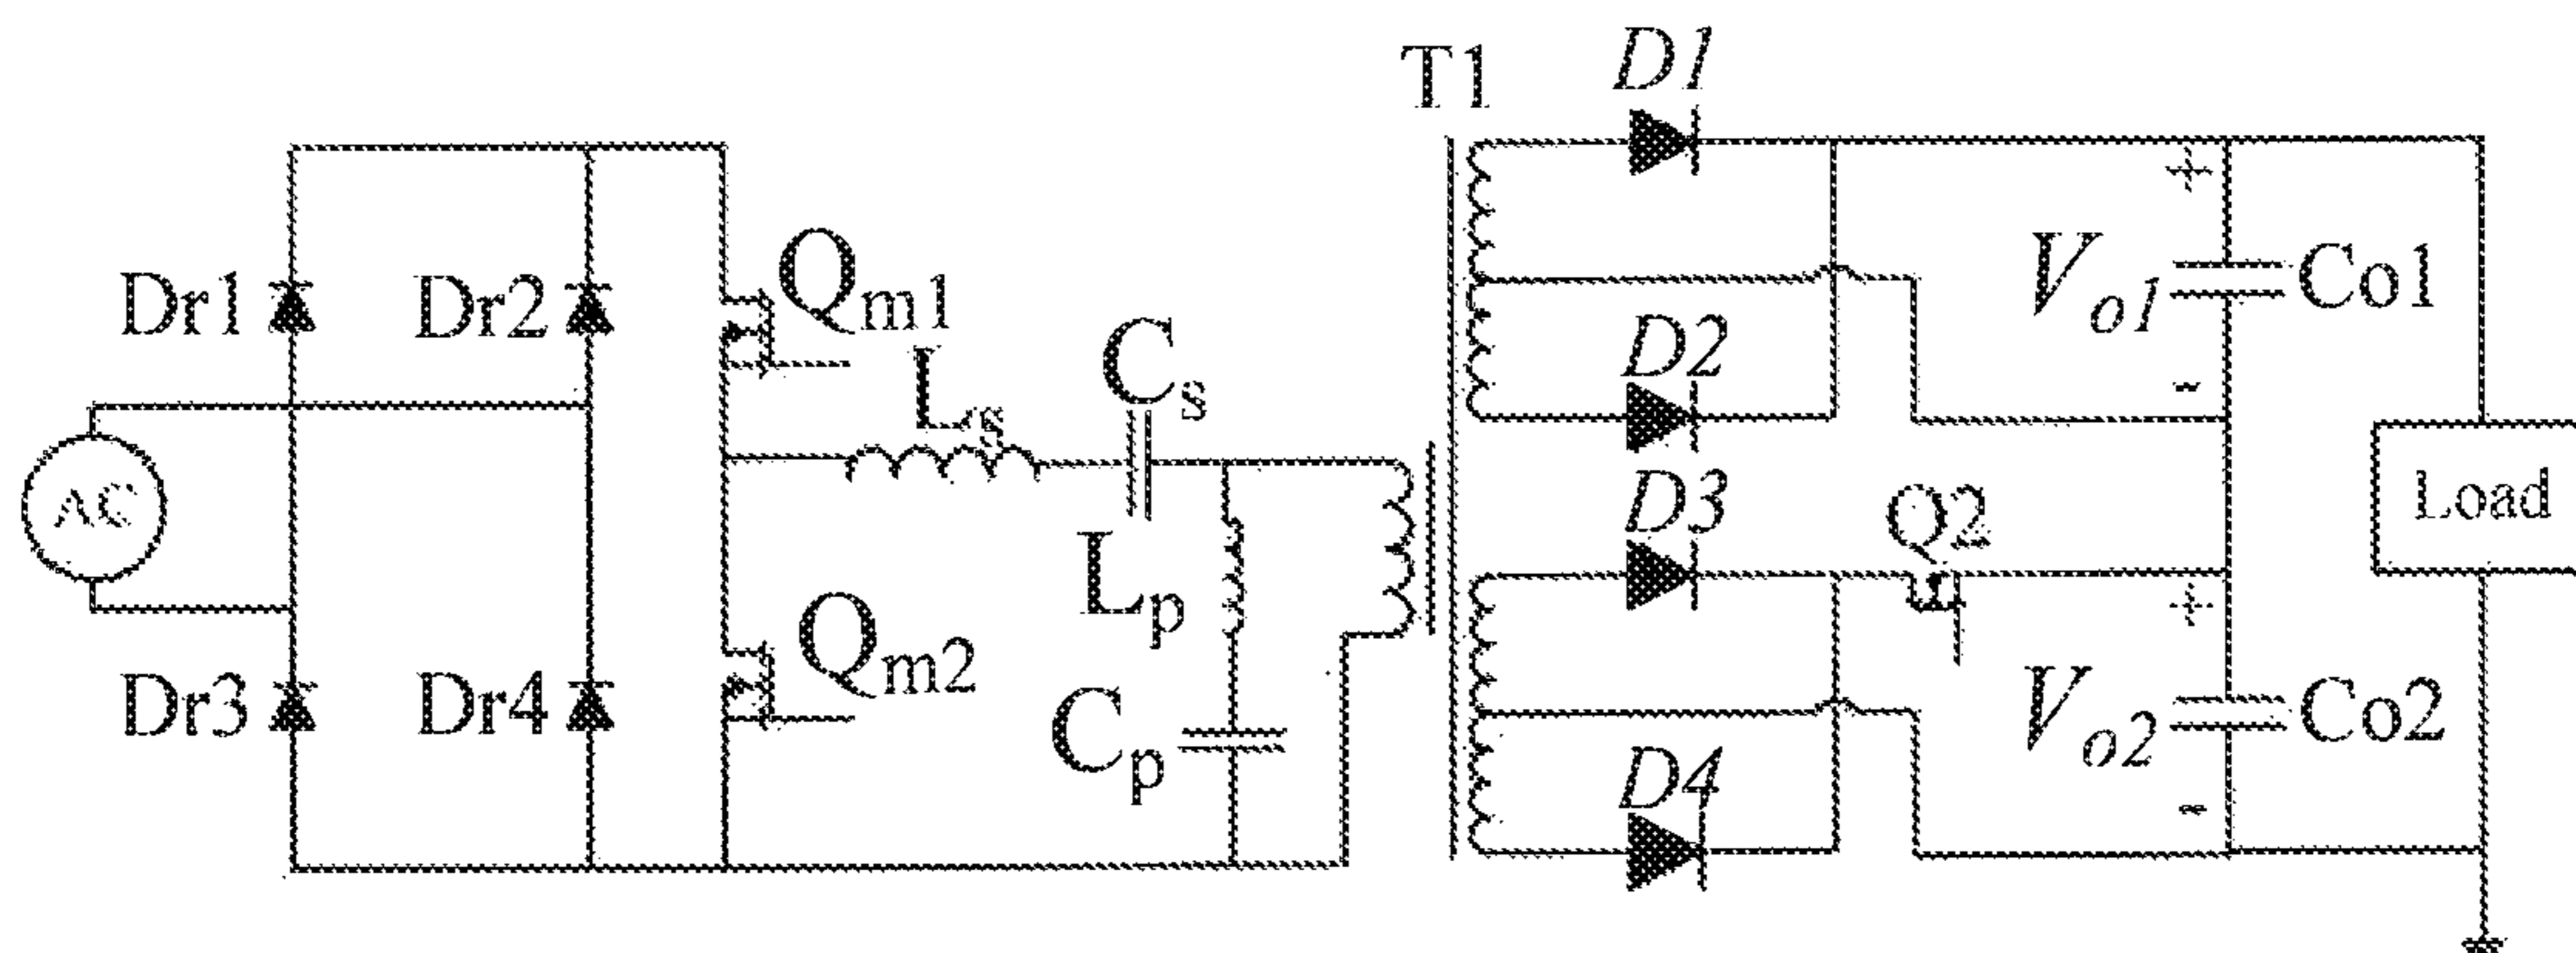 T1
D1
Dr1
Dr2
Qm1
Ls
Cs
D2
Vo1
+
-
Co1
AC
Lp
D3
Q2
Load
Dr3
Dr4
Qm2
Cp
D4
+
Vo2
-
Co2